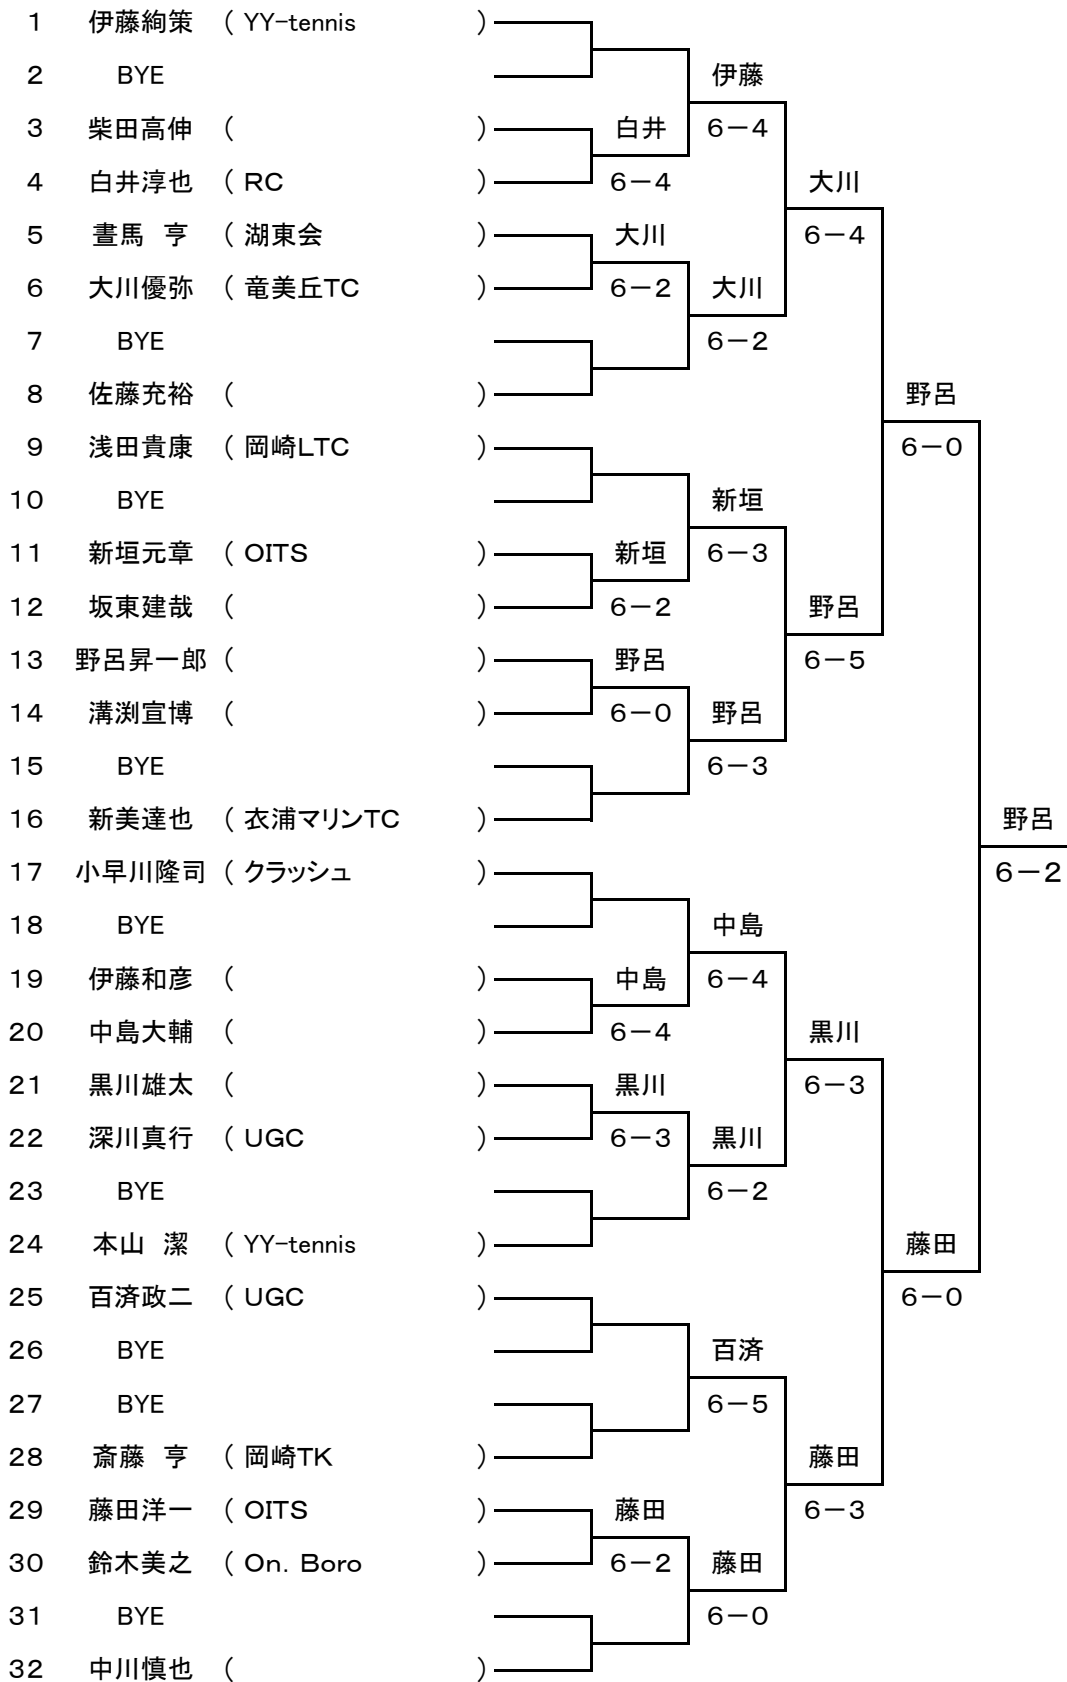 1 伊藤絢策 ( YY-tennis )
2 BYE 伊藤
3 柴田高伸 ( ) 白井 6-4
4 白井淳也 ( RC ) 6-4 大川
5 晝馬 亨 ( 湖東会 ) 大川 6-4
6 大川優弥 ( 竜美丘TC ) 6-2 大川
7 BYE 6-2
8 佐藤充裕 ( ) 野呂
9 浅田貴康 ( 岡崎LTC ) 6-0
10 BYE 新垣
11 新垣元章 ( OITS ) 新垣 6-3
12 坂東建哉 ( ) 6-2 野呂
13 野呂昇一郎 ( ) 野呂 6-5
14 溝渕宣博 ( ) 6-0 野呂
15 BYE 6-3
16 新美達也 ( 衣浦マリンTC ) 野呂
17 小早川隆司 ( クラッシュ ) 6-2
18 BYE 中島
19 伊藤和彦 ( ) 中島 6-4
20 中島大輔 ( ) 6-4 黒川
21 黒川雄太 ( ) 黒川 6-3
22 深川真行 ( UGC ) 6-3 黒川
23 BYE 6-2
24 本山 潔 ( YY-tennis ) 藤田
25 百済政二 ( UGC ) 6-0
26 BYE 百済
27 BYE 6-5
28 斎藤 亨 ( 岡崎TK ) 藤田
29 藤田洋一 ( OITS ) 藤田 6-3
30 鈴木美之 ( On. Boro ) 6-2 藤田
31 BYE 6-0
32 中川慎也 ( )